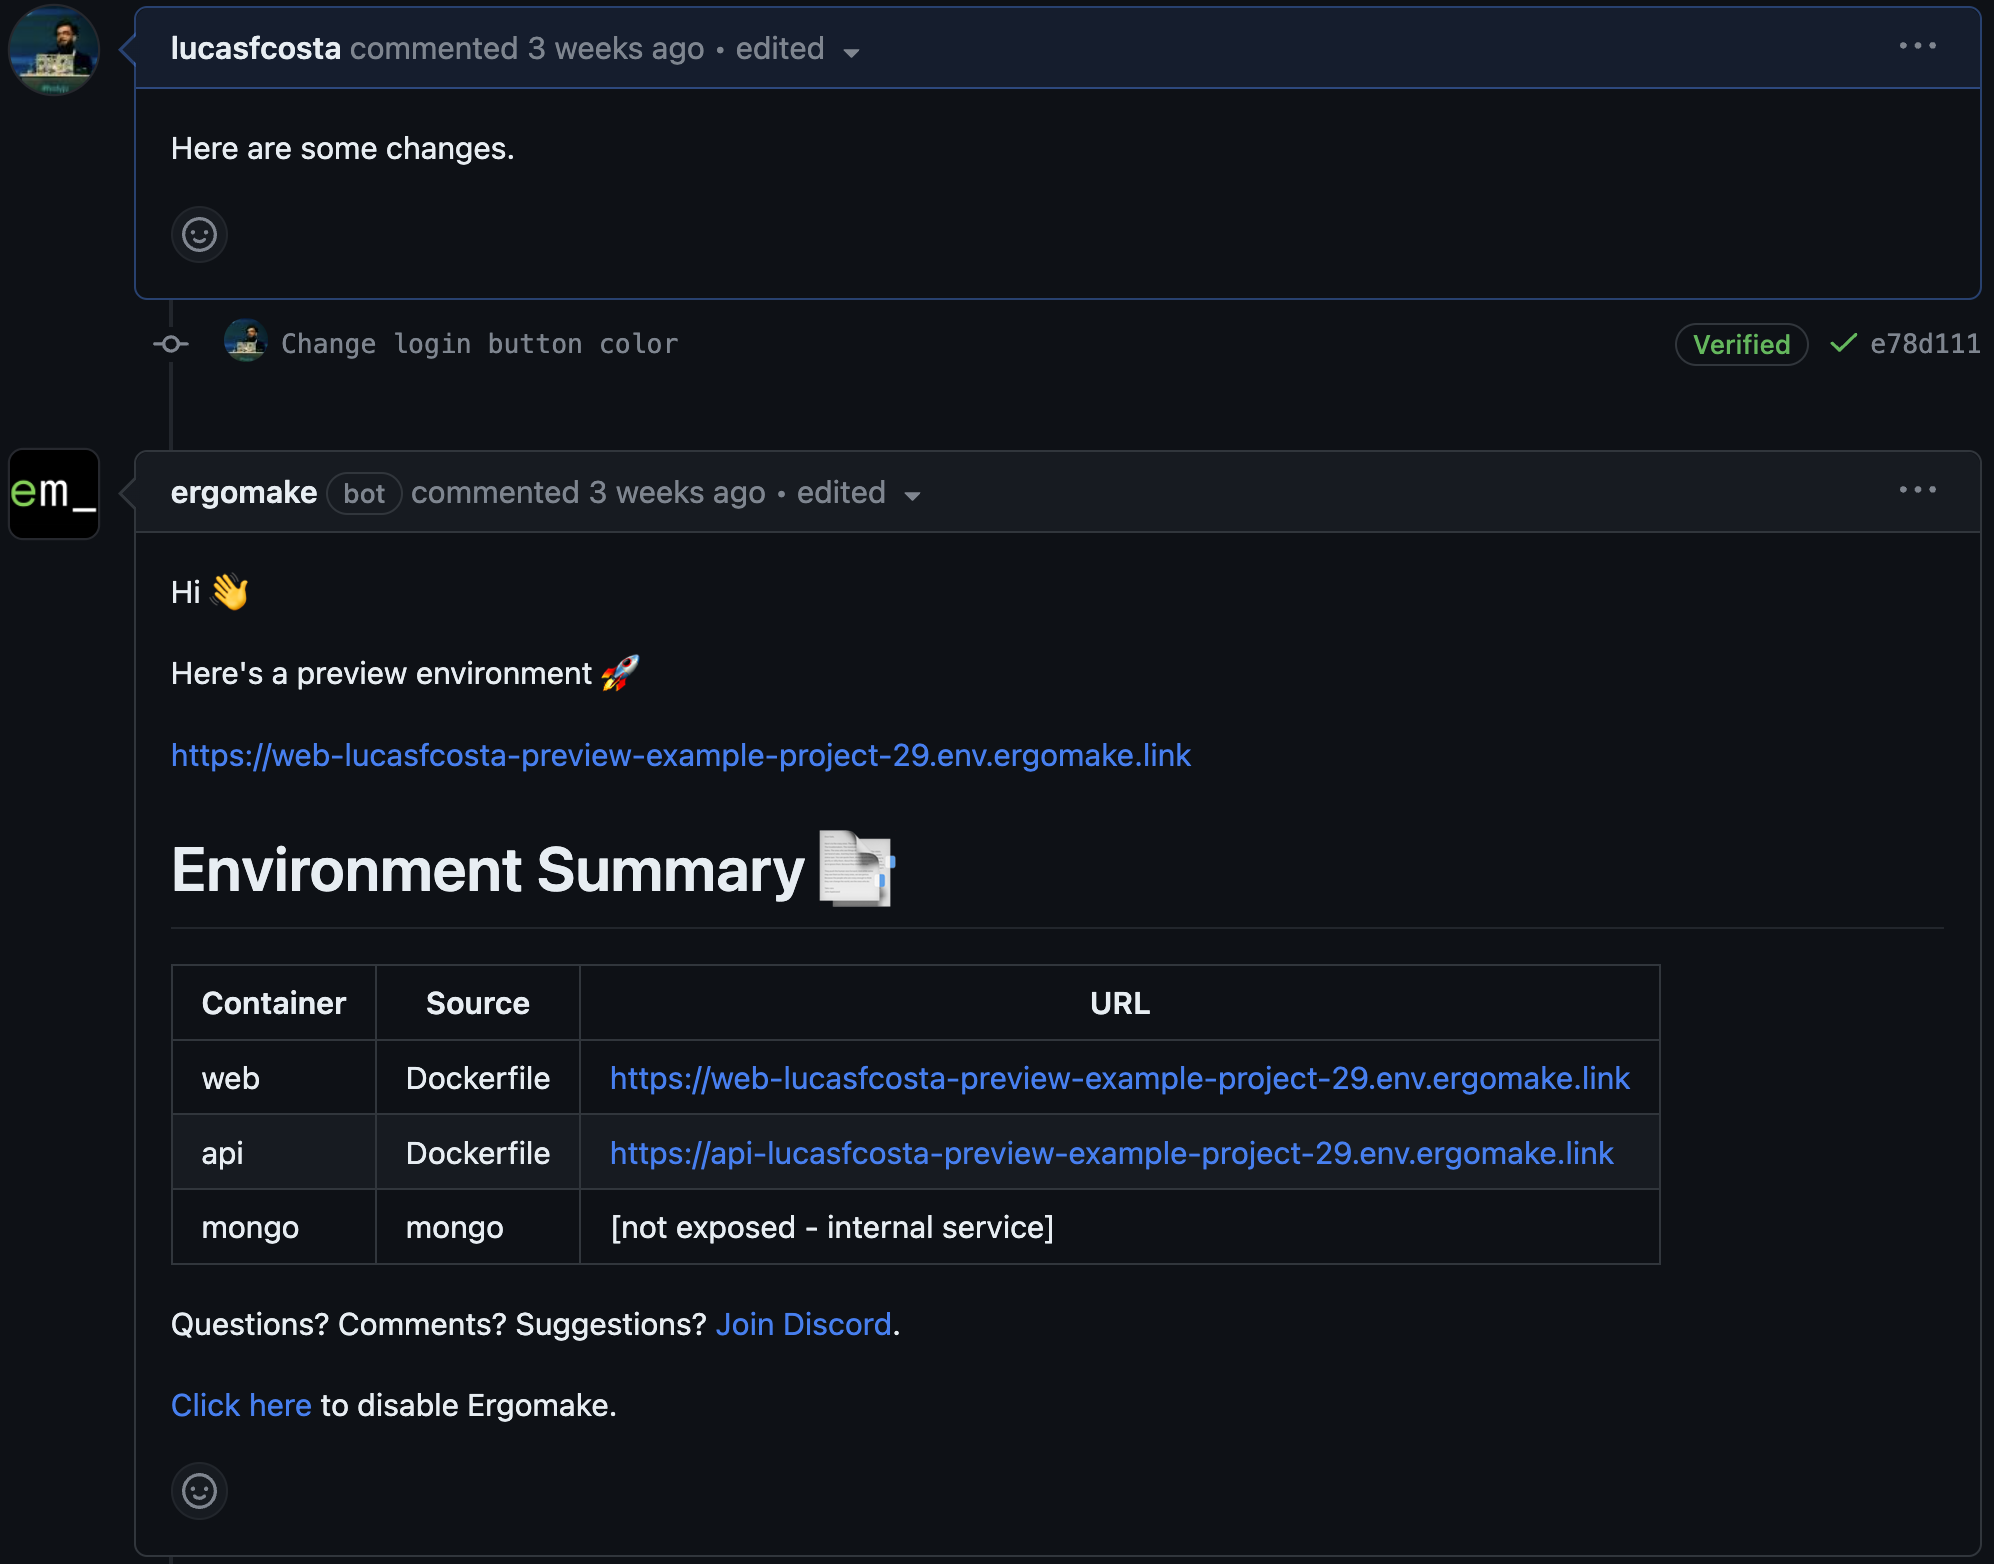 lucasfcosta commented 3 weeks ago • edited
Here are some changes.
Change login button color Verified e78d111
em_
ergomake bot commented 3 weeks ago • edited
Hi 👋
Here's a preview environment 🚀
https://web-lucasfcosta-preview-example-project-29.env.ergomake.link
Environment Summary 📑
Container Source URL
web Dockerfile https://web-lucasfcosta-preview-example-project-29.env.ergomake.link
api Dockerfile https://api-lucasfcosta-preview-example-project-29.env.ergomake.link
mongo mongo [not exposed - internal service]
Questions? Comments? Suggestions? Join Discord.
Click here to disable Ergomake.